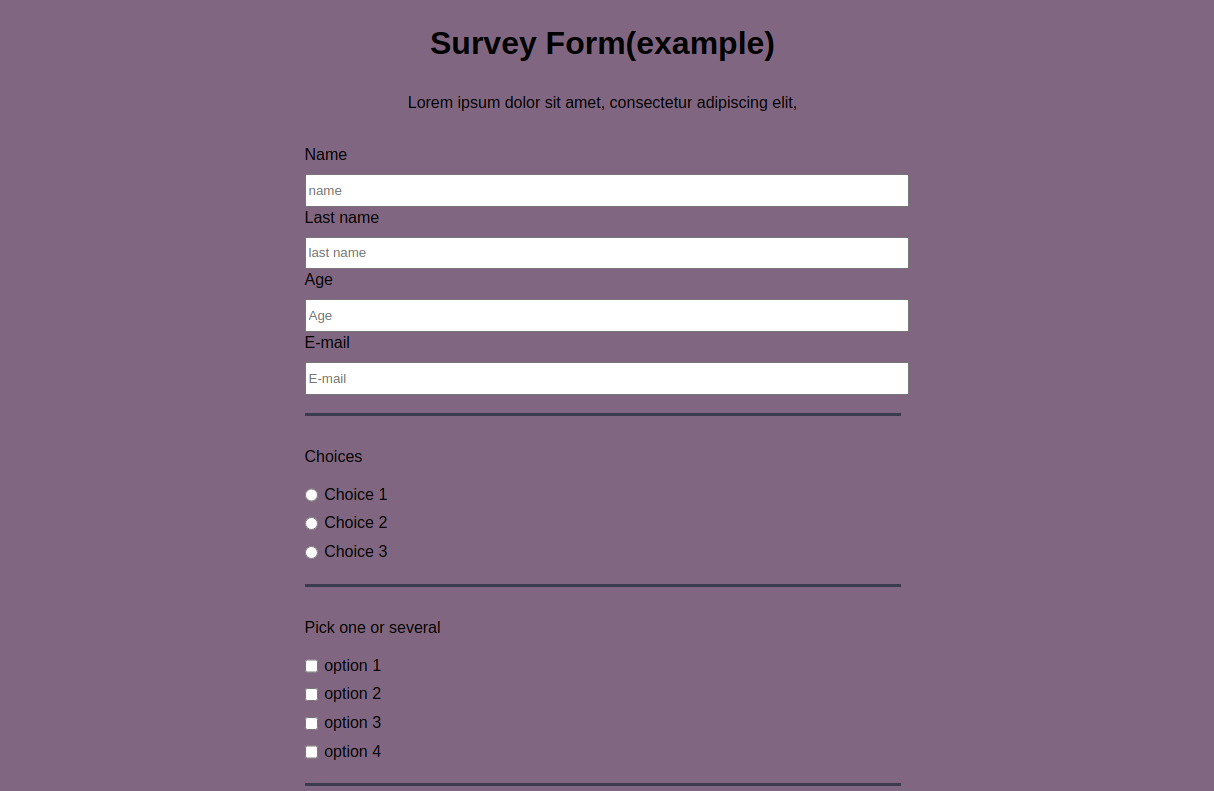 Survey Form(example)
Lorem ipsum dolor sit amet, consectetur adipiscing elit,
Name
name
Last name
last name
Age
Age
E-mail
E-mail
Choices
Choice 1
Choice 2
Choice 3
Pick one or several
option 1
option 2
option 3
option 4